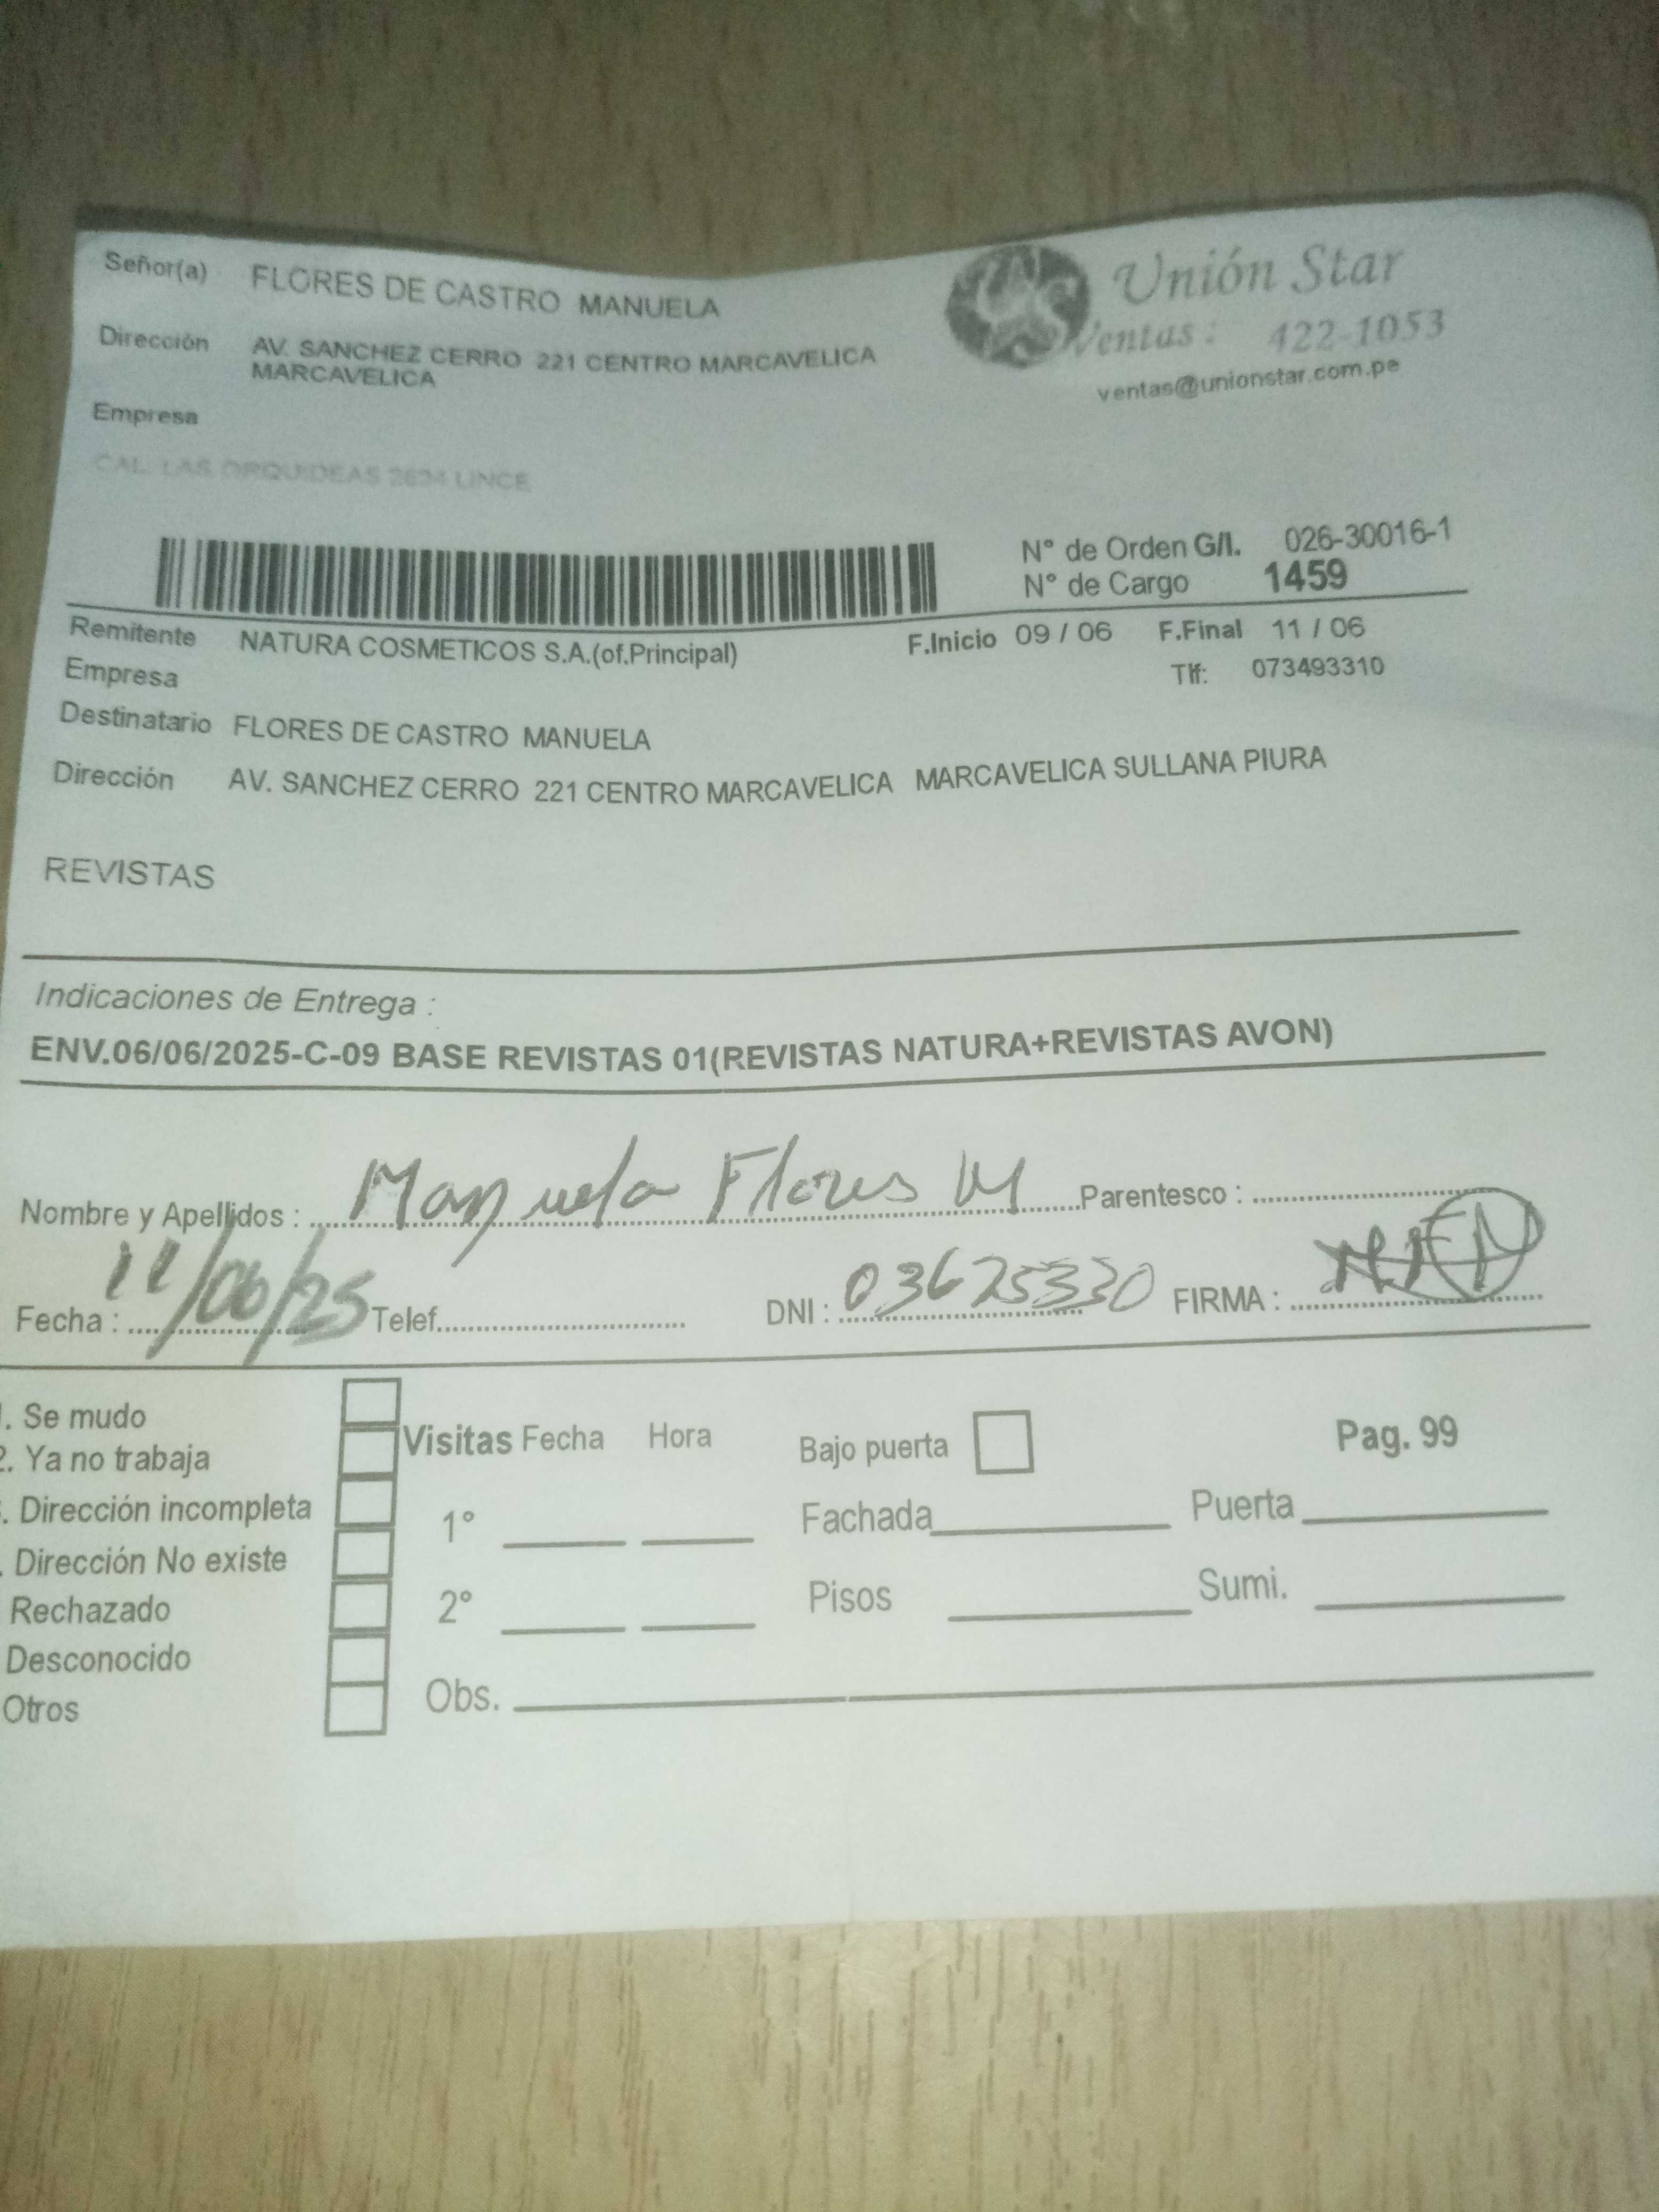 Señor(a) FLORES DE CASTRO MANUELA
Unión Star
Ventas : 422-1053
ventas@unionstar.com.pe
Dirección AV. SANCHEZ CERRO 221 CENTRO MARCAVELICA
MARCAVELICA
Empresa
CAL. LAS ORQUIDEAS 2634 LINCE
N° de Orden G/I. 026-30016-1
N° de Cargo 1459
Remitente NATURA COSMETICOS S.A.(of.Principal) F.Inicio 09 / 06 F.Final 11 / 06
Empresa Tlf: 073493310
Destinatario FLORES DE CASTRO MANUELA
Dirección AV. SANCHEZ CERRO 221 CENTRO MARCAVELICA MARCAVELICA SULLANA PIURA
REVISTAS
Indicaciones de Entrega :
ENV.06/06/2025-C-09 BASE REVISTAS 01(REVISTAS NATURA+REVISTAS AVON)
Nombre y Apellidos : Manuela Flores M Parentesco :
Fecha : 11/06/25 Telef. DNI : 03625330 FIRMA :
1. Se mudo
2. Ya no trabaja
. Dirección incompleta
. Dirección No existe
Rechazado
Desconocido
Otros
Visitas Fecha Hora
1°
2°
Obs.
Bajo puerta Pag. 99
Fachada Puerta
Pisos Sumi.